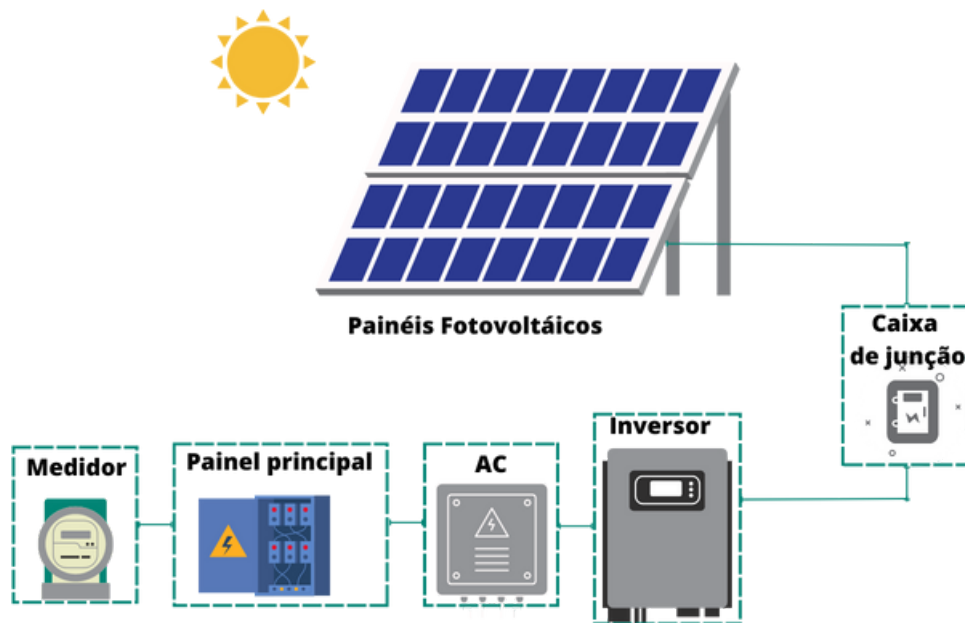 Painéis Fotovoltáicos
Caixa
de junção
Inversor
AC
Painel principal
Medidor